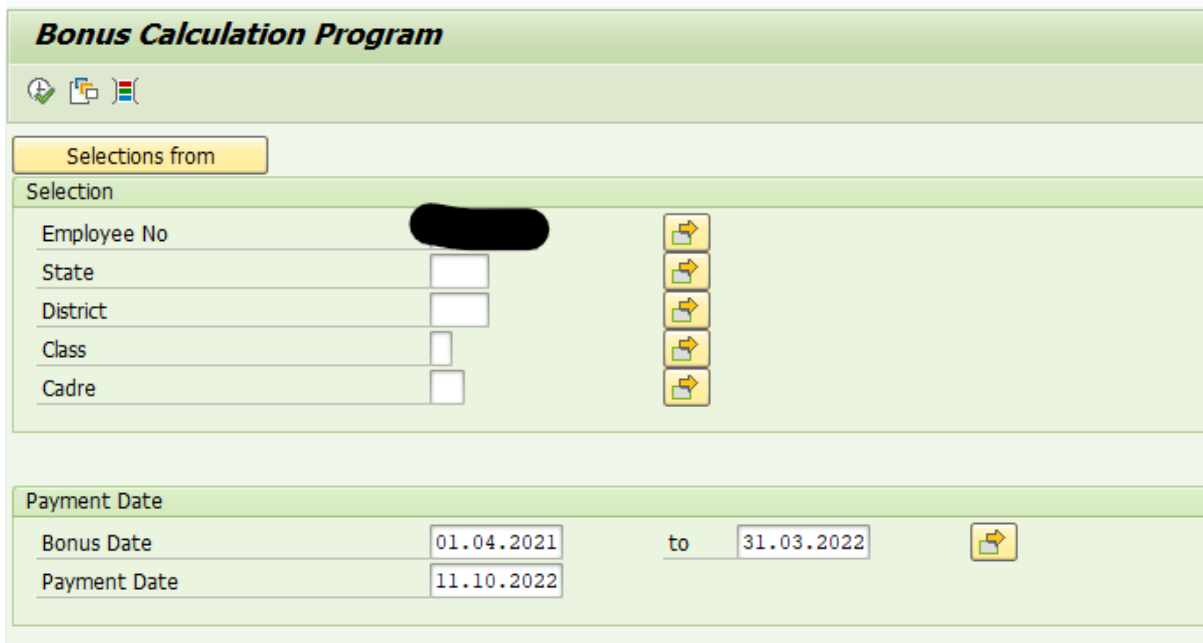 Bonus Calculation Program
Selections from
Selection
Employee No
State
District
Class
Cadre
Payment Date
Bonus Date 01.04.2021 to 31.03.2022
Payment Date 11.10.2022